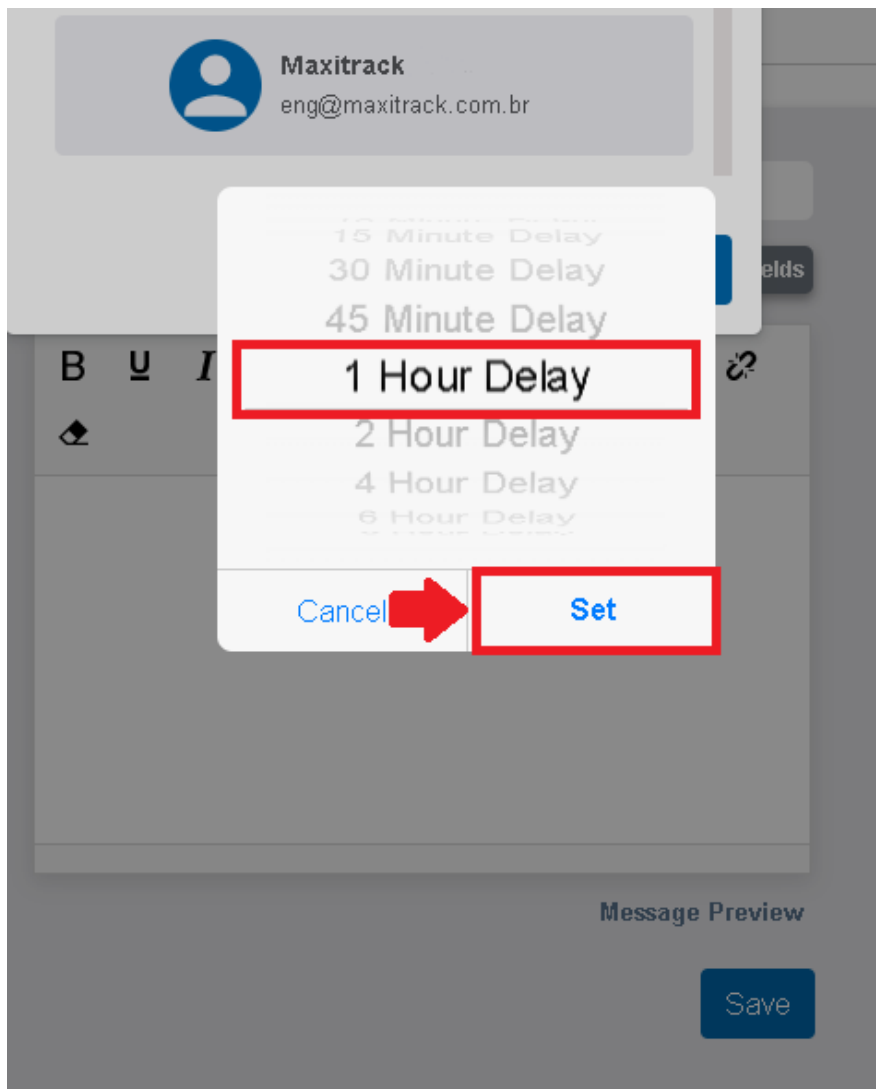 Maxitrack
eng@maxitrack.com.br
elds
15 Minute Delay
30 Minute Delay
45 Minute Delay
B U I
1 Hour Delay
2 Hour Delay
4 Hour Delay
6 Hour Delay
Cancel
Set
Message Preview
Save